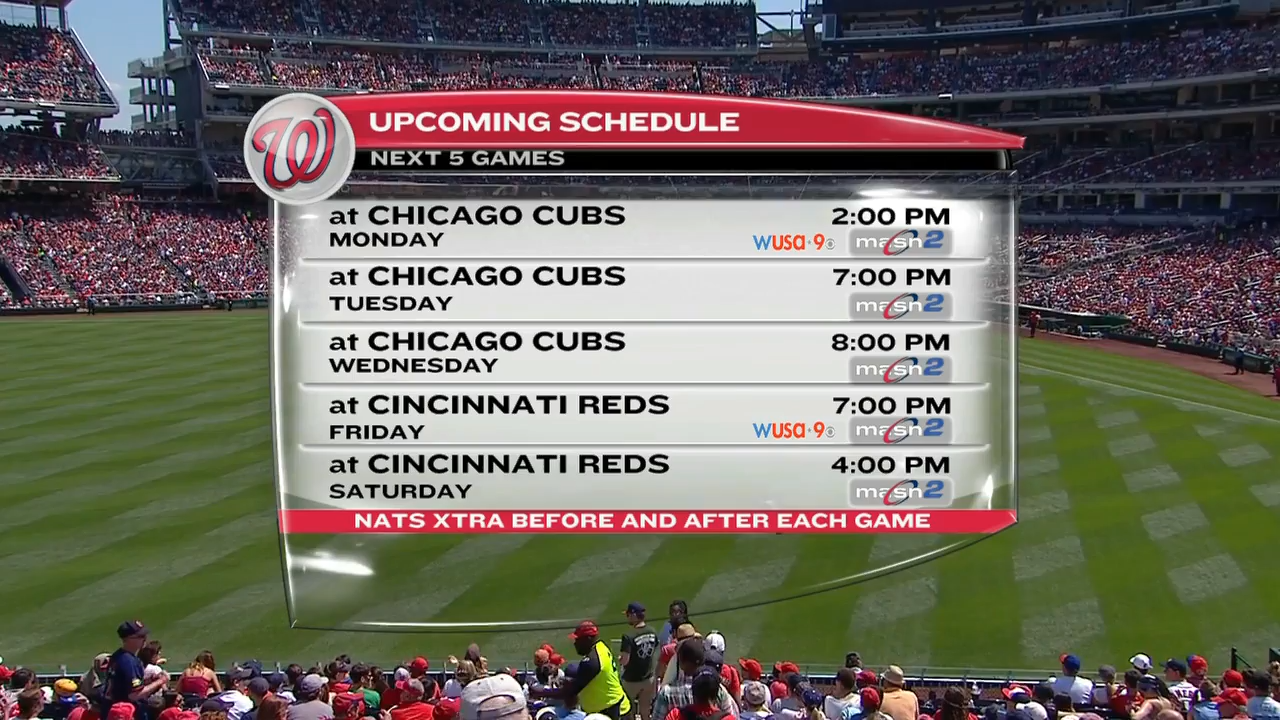 W
UPCOMING SCHEDULE
NEXT 5 GAMES
at CHICAGO CUBS 2:00 PM
MONDAY wusa·9 masn2
at CHICAGO CUBS 7:00 PM
TUESDAY masn2
at CHICAGO CUBS 8:00 PM
WEDNESDAY masn2
at CINCINNATI REDS 7:00 PM
FRIDAY wusa·9 masn2
at CINCINNATI REDS 4:00 PM
SATURDAY masn2
NATS XTRA BEFORE AND AFTER EACH GAME